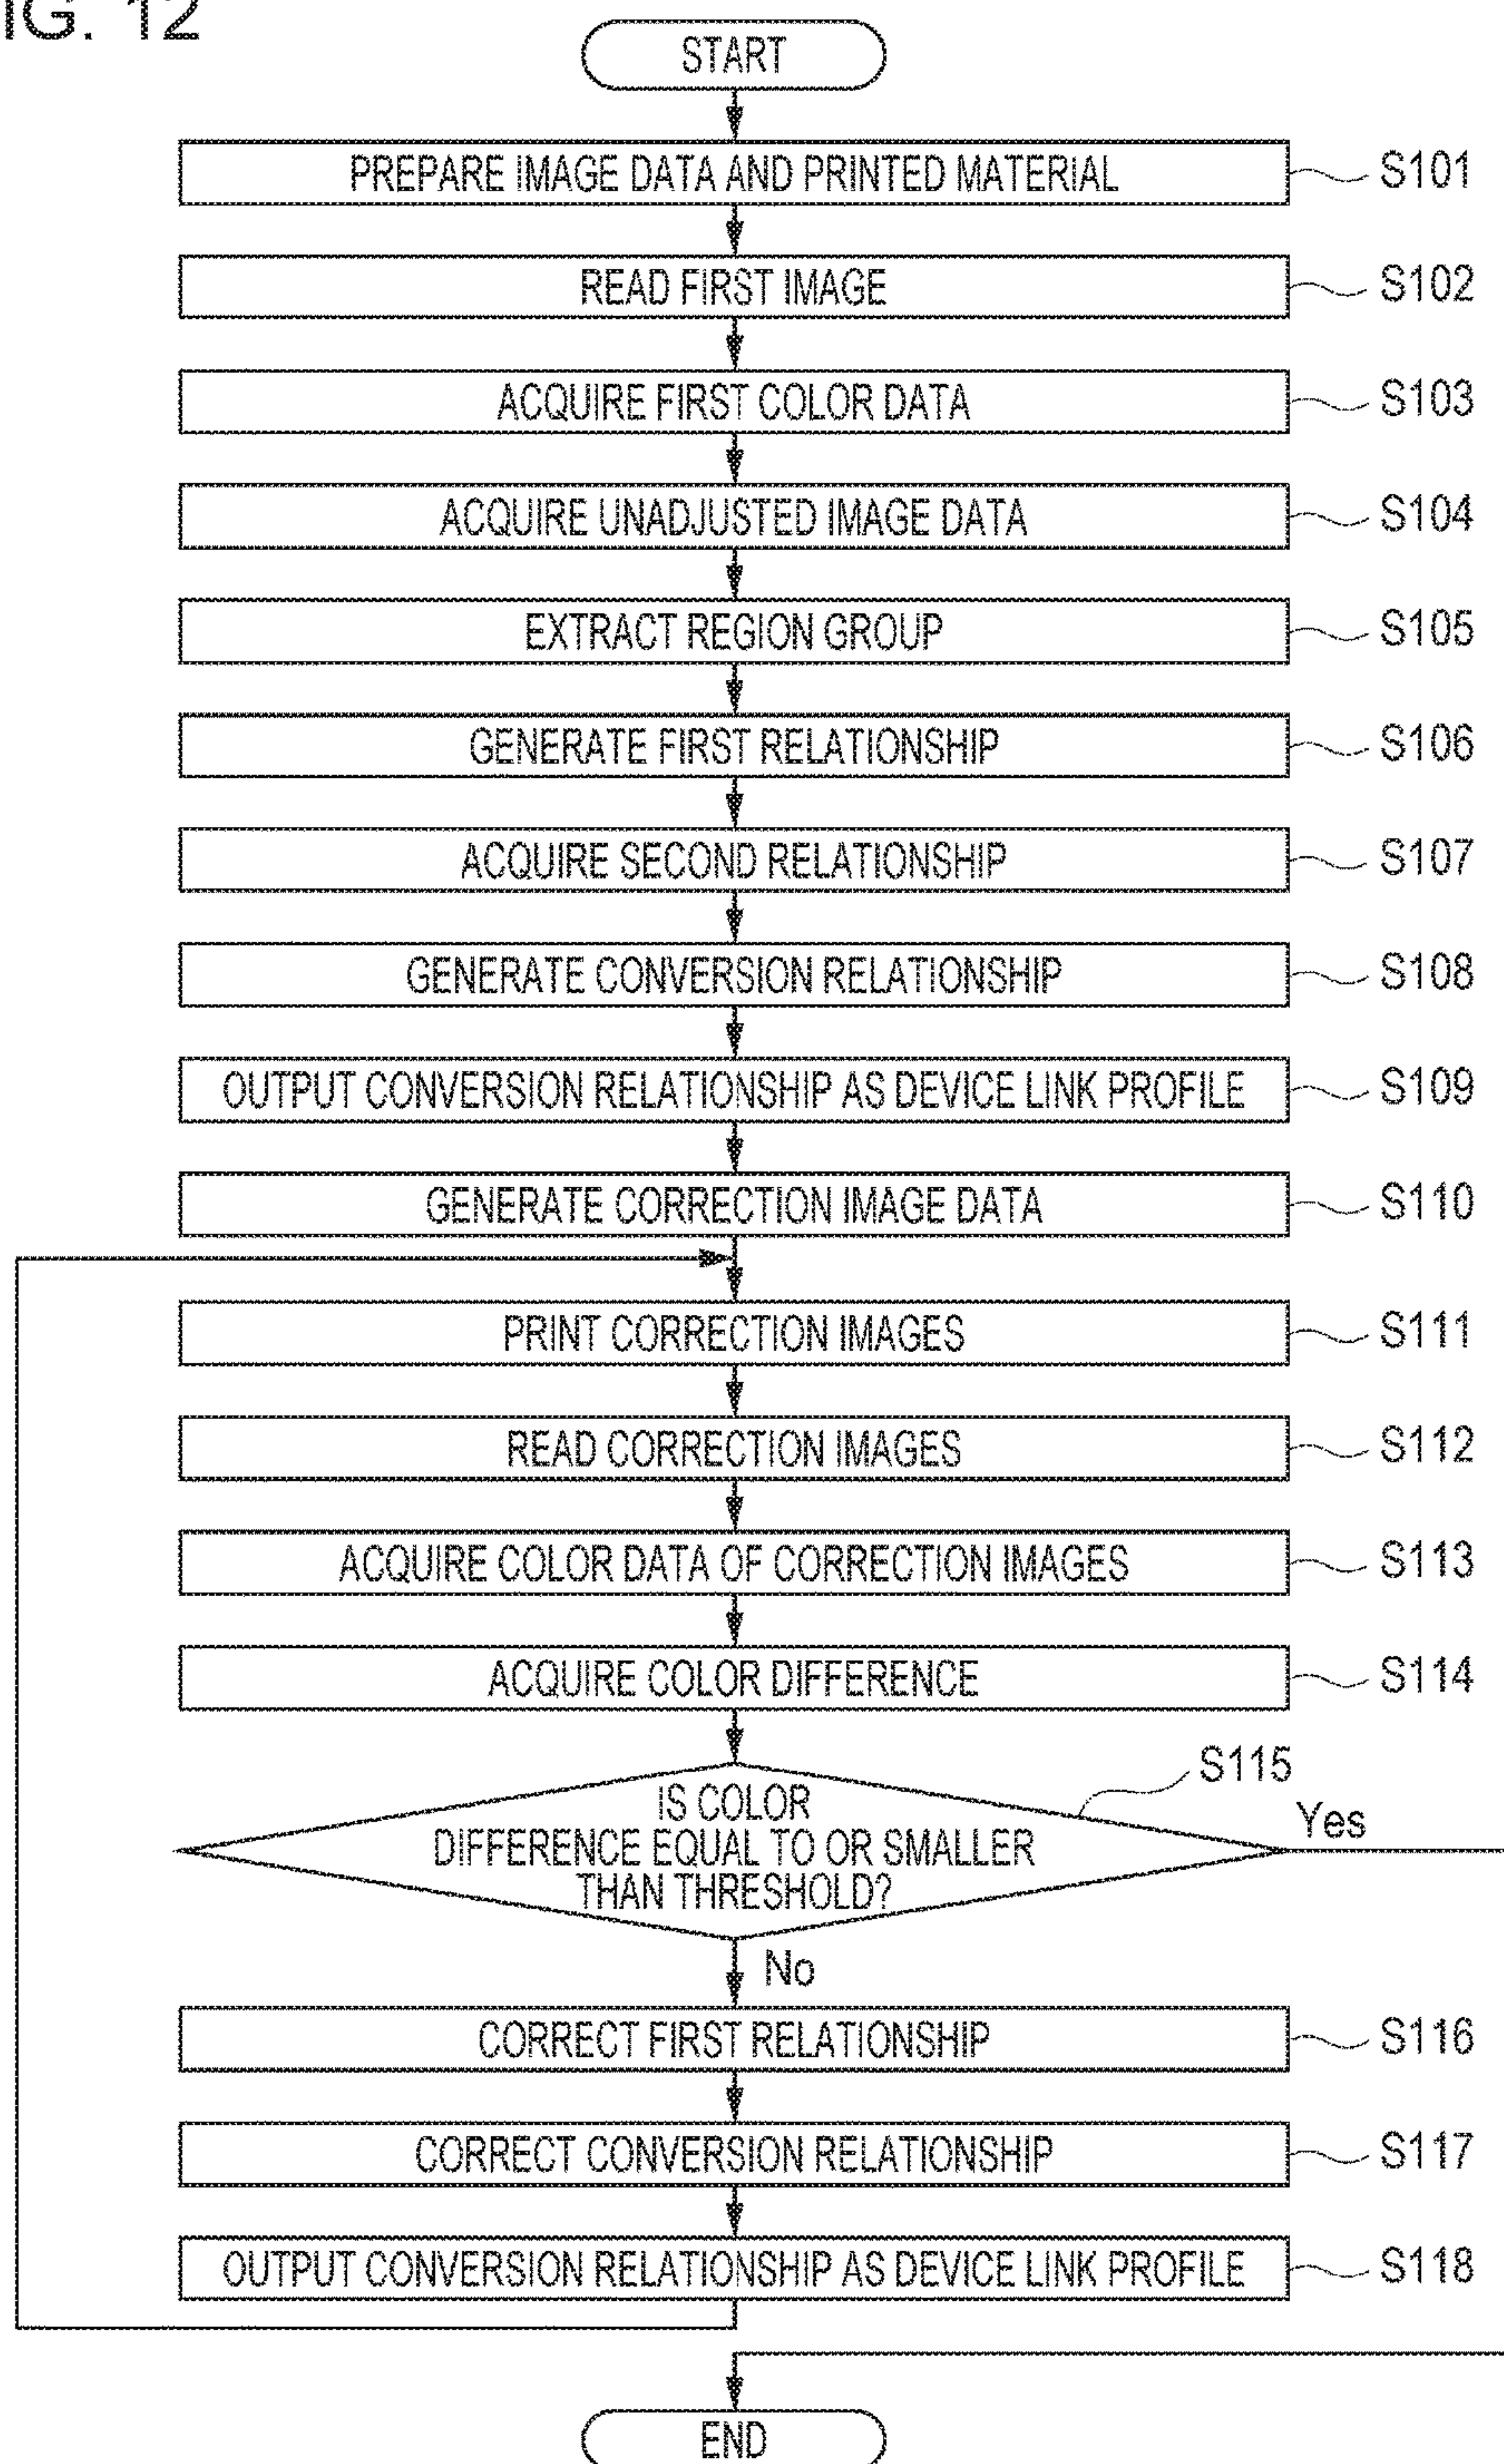 IG. 12
START
PREPARE IMAGE DATA AND PRINTED MATERIAL S101
READ FIRST IMAGE S102
ACQUIRE FIRST COLOR DATA S103
ACQUIRE UNADJUSTED IMAGE DATA S104
EXTRACT REGION GROUP S105
GENERATE FIRST RELATIONSHIP S106
ACQUIRE SECOND RELATIONSHIP S107
GENERATE CONVERSION RELATIONSHIP S108
OUTPUT CONVERSION RELATIONSHIP AS DEVICE LINK PROFILE S109
GENERATE CORRECTION IMAGE DATA S110
PRINT CORRECTION IMAGES S111
READ CORRECTION IMAGES S112
ACQUIRE COLOR DATA OF CORRECTION IMAGES S113
ACQUIRE COLOR DIFFERENCE S114
S115
IS COLOR
DIFFERENCE EQUAL TO OR SMALLER
THAN THRESHOLD?
Yes
No
CORRECT FIRST RELATIONSHIP S116
CORRECT CONVERSION RELATIONSHIP S117
OUTPUT CONVERSION RELATIONSHIP AS DEVICE LINK PROFILE S118
END